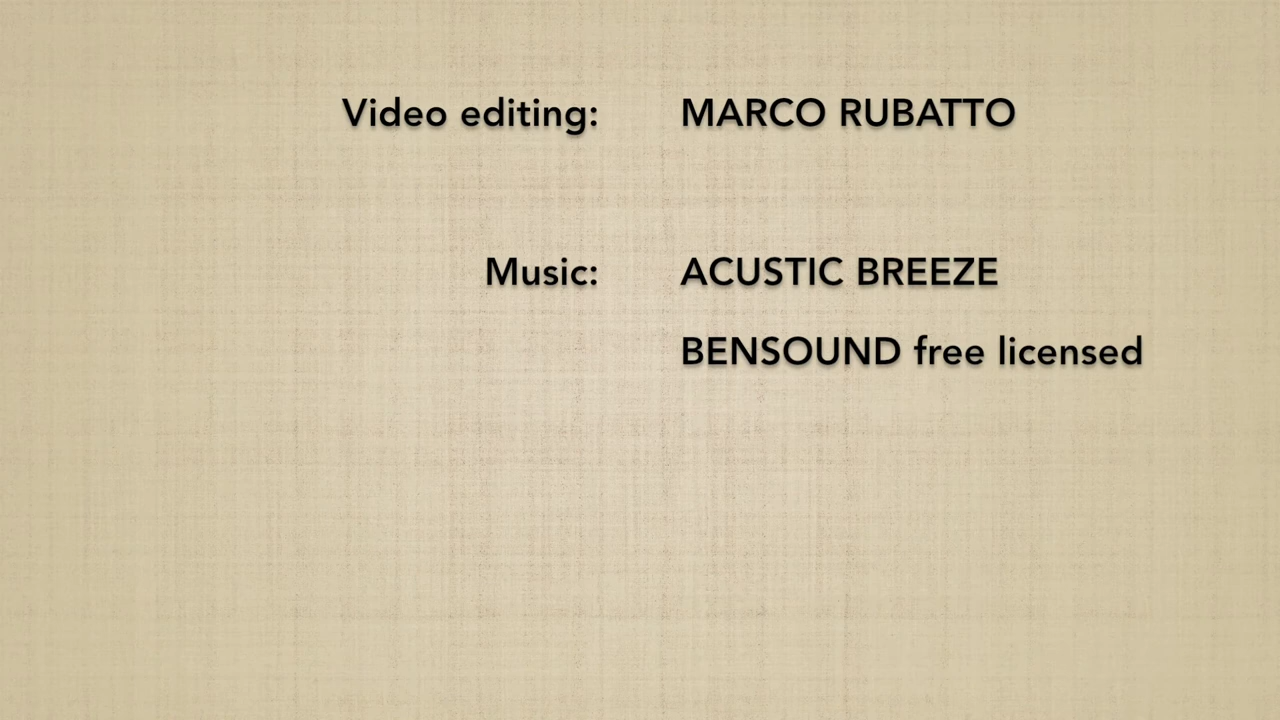 Video editing: MARCO RUBATTO
Music: ACUSTIC BREEZE
BENSOUND free licensed